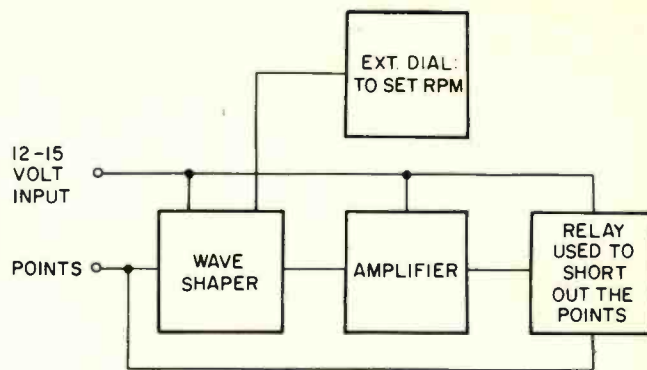 EXT. DIAL:
TO SET RPM
12-15
VOLT
INPUT
POINTS
WAVE
SHAPER
AMPLIFIER
RELAY
USED TO
SHORT
OUT THE
POINTS